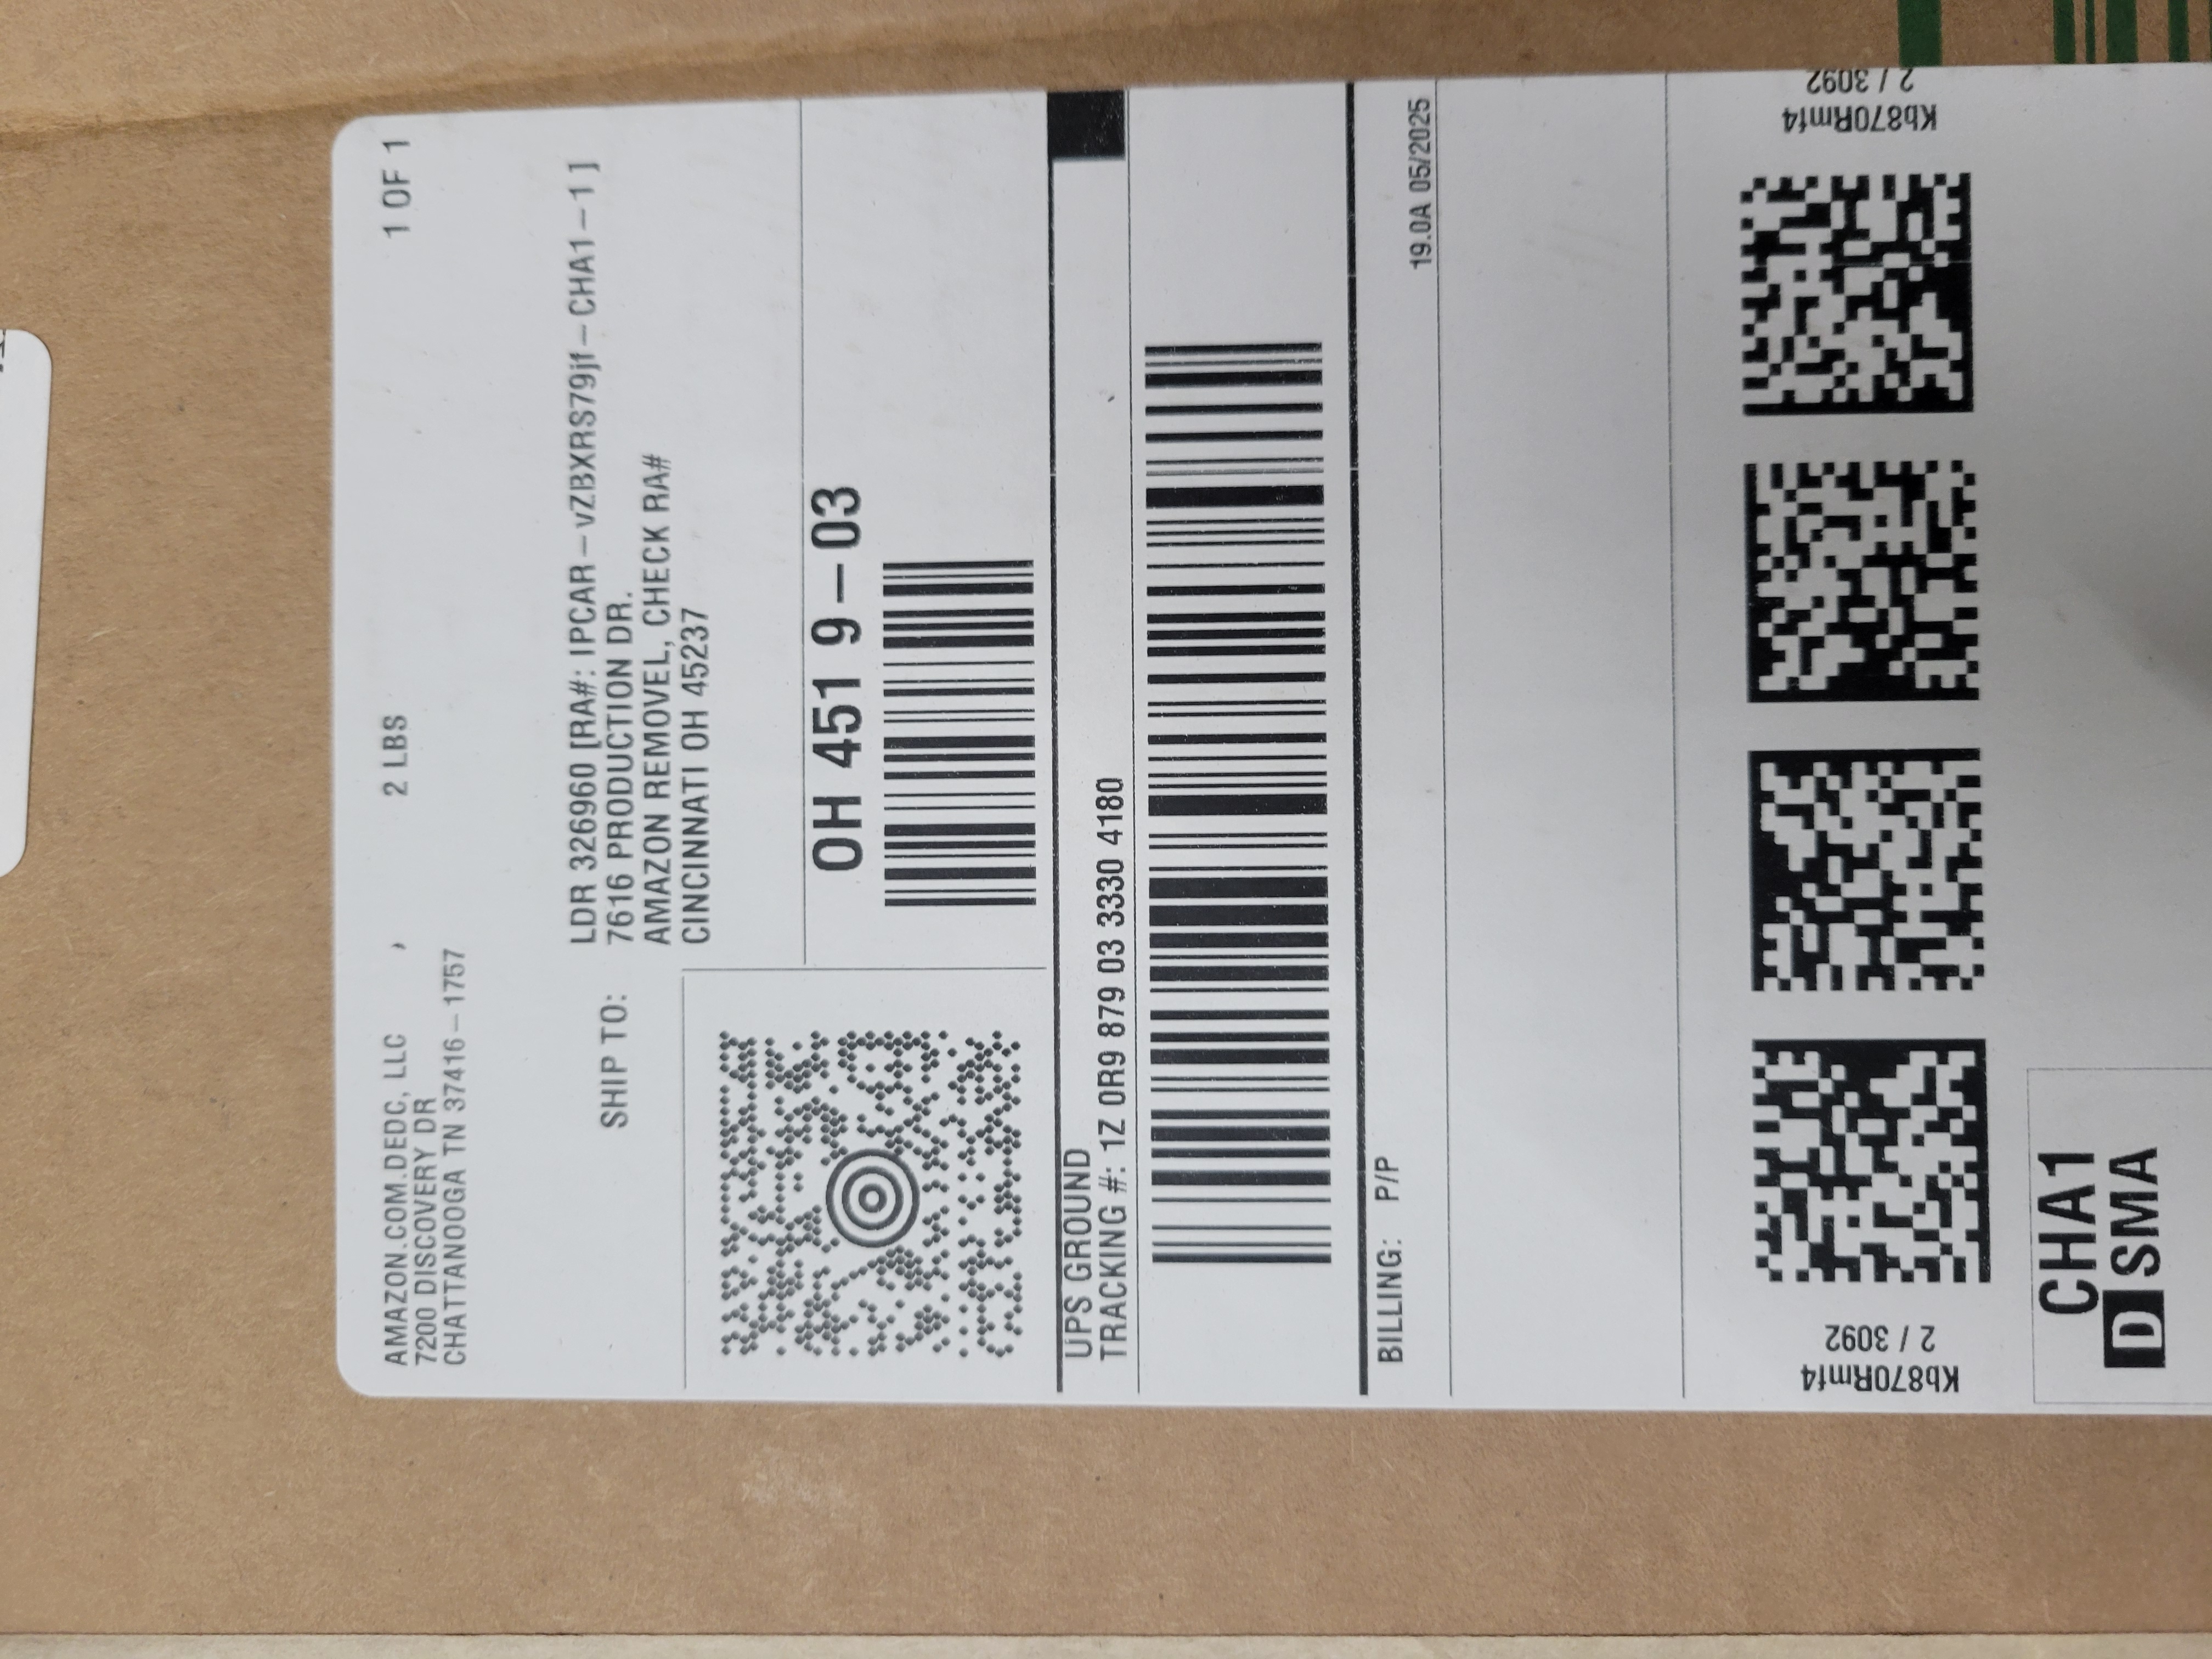 AMAZON.COM.DEDC, LLC
7200 DISCOVERY DR
CHATTANOOGA TN 37416-1757
2 LBS
1 OF 1
SHIP TO:
LDR 326960 [RA#: IPCAR-vZBXRS79jf-CHA1-1]
7616 PRODUCTION DR.
AMAZON REMOVEL, CHECK RA#
CINCINNATI OH 45237
OH 451 9-03
UPS GROUND
TRACKING #: 1Z 0R9 879 03 3330 4180
BILLING: P/P
19.0A 05/2025
Kb870Rmf4
2 / 3092
Kb870Rmf4
2 / 3092
CHA1
D SMA